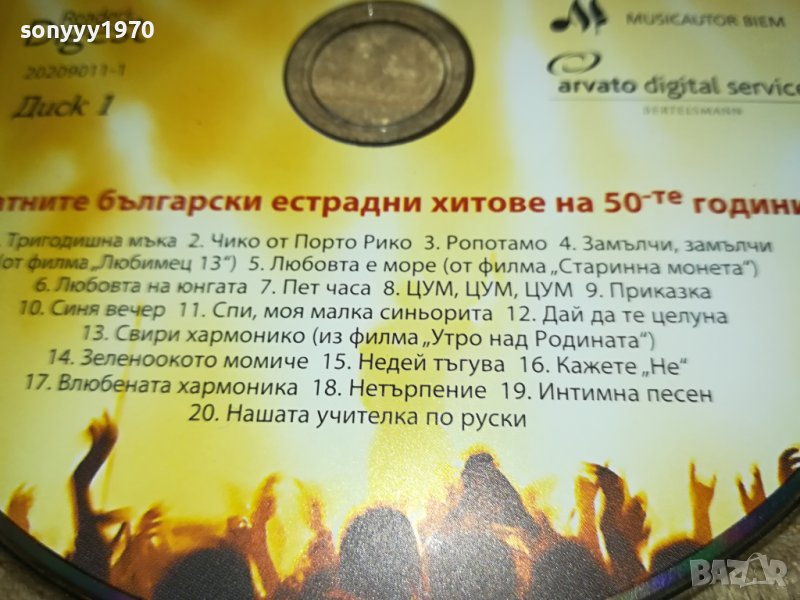 sonyyy1970
Reader's
Digest
20209011-1
Диск 1
MUSICAUTOR BIEM
arvato digital service
BERTELSMANN
атните български естрадни хитове на 50-те години
. Тригодишна мъка 2. Чико от Порто Рико 3. Ропотамо 4. Замълчи, замълчи
(от филма „Любимец 13“) 5. Любовта е море (от филма „Старинна монета“)
6. Любовта на юнгата 7. Пет часа 8. ЦУМ, ЦУМ, ЦУМ 9. Приказка
10. Синя вечер 11. Спи, моя малка синьорита 12. Дай да те целуна
13. Свири хармонико (из филма „Утро над Родината“)
14. Зеленоокото момиче 15. Недей тъгува 16. Кажете „Не“
17. Влюбената хармоника 18. Нетърпение 19. Интимна песен
20. Нашата учителка по руски
BAZAR